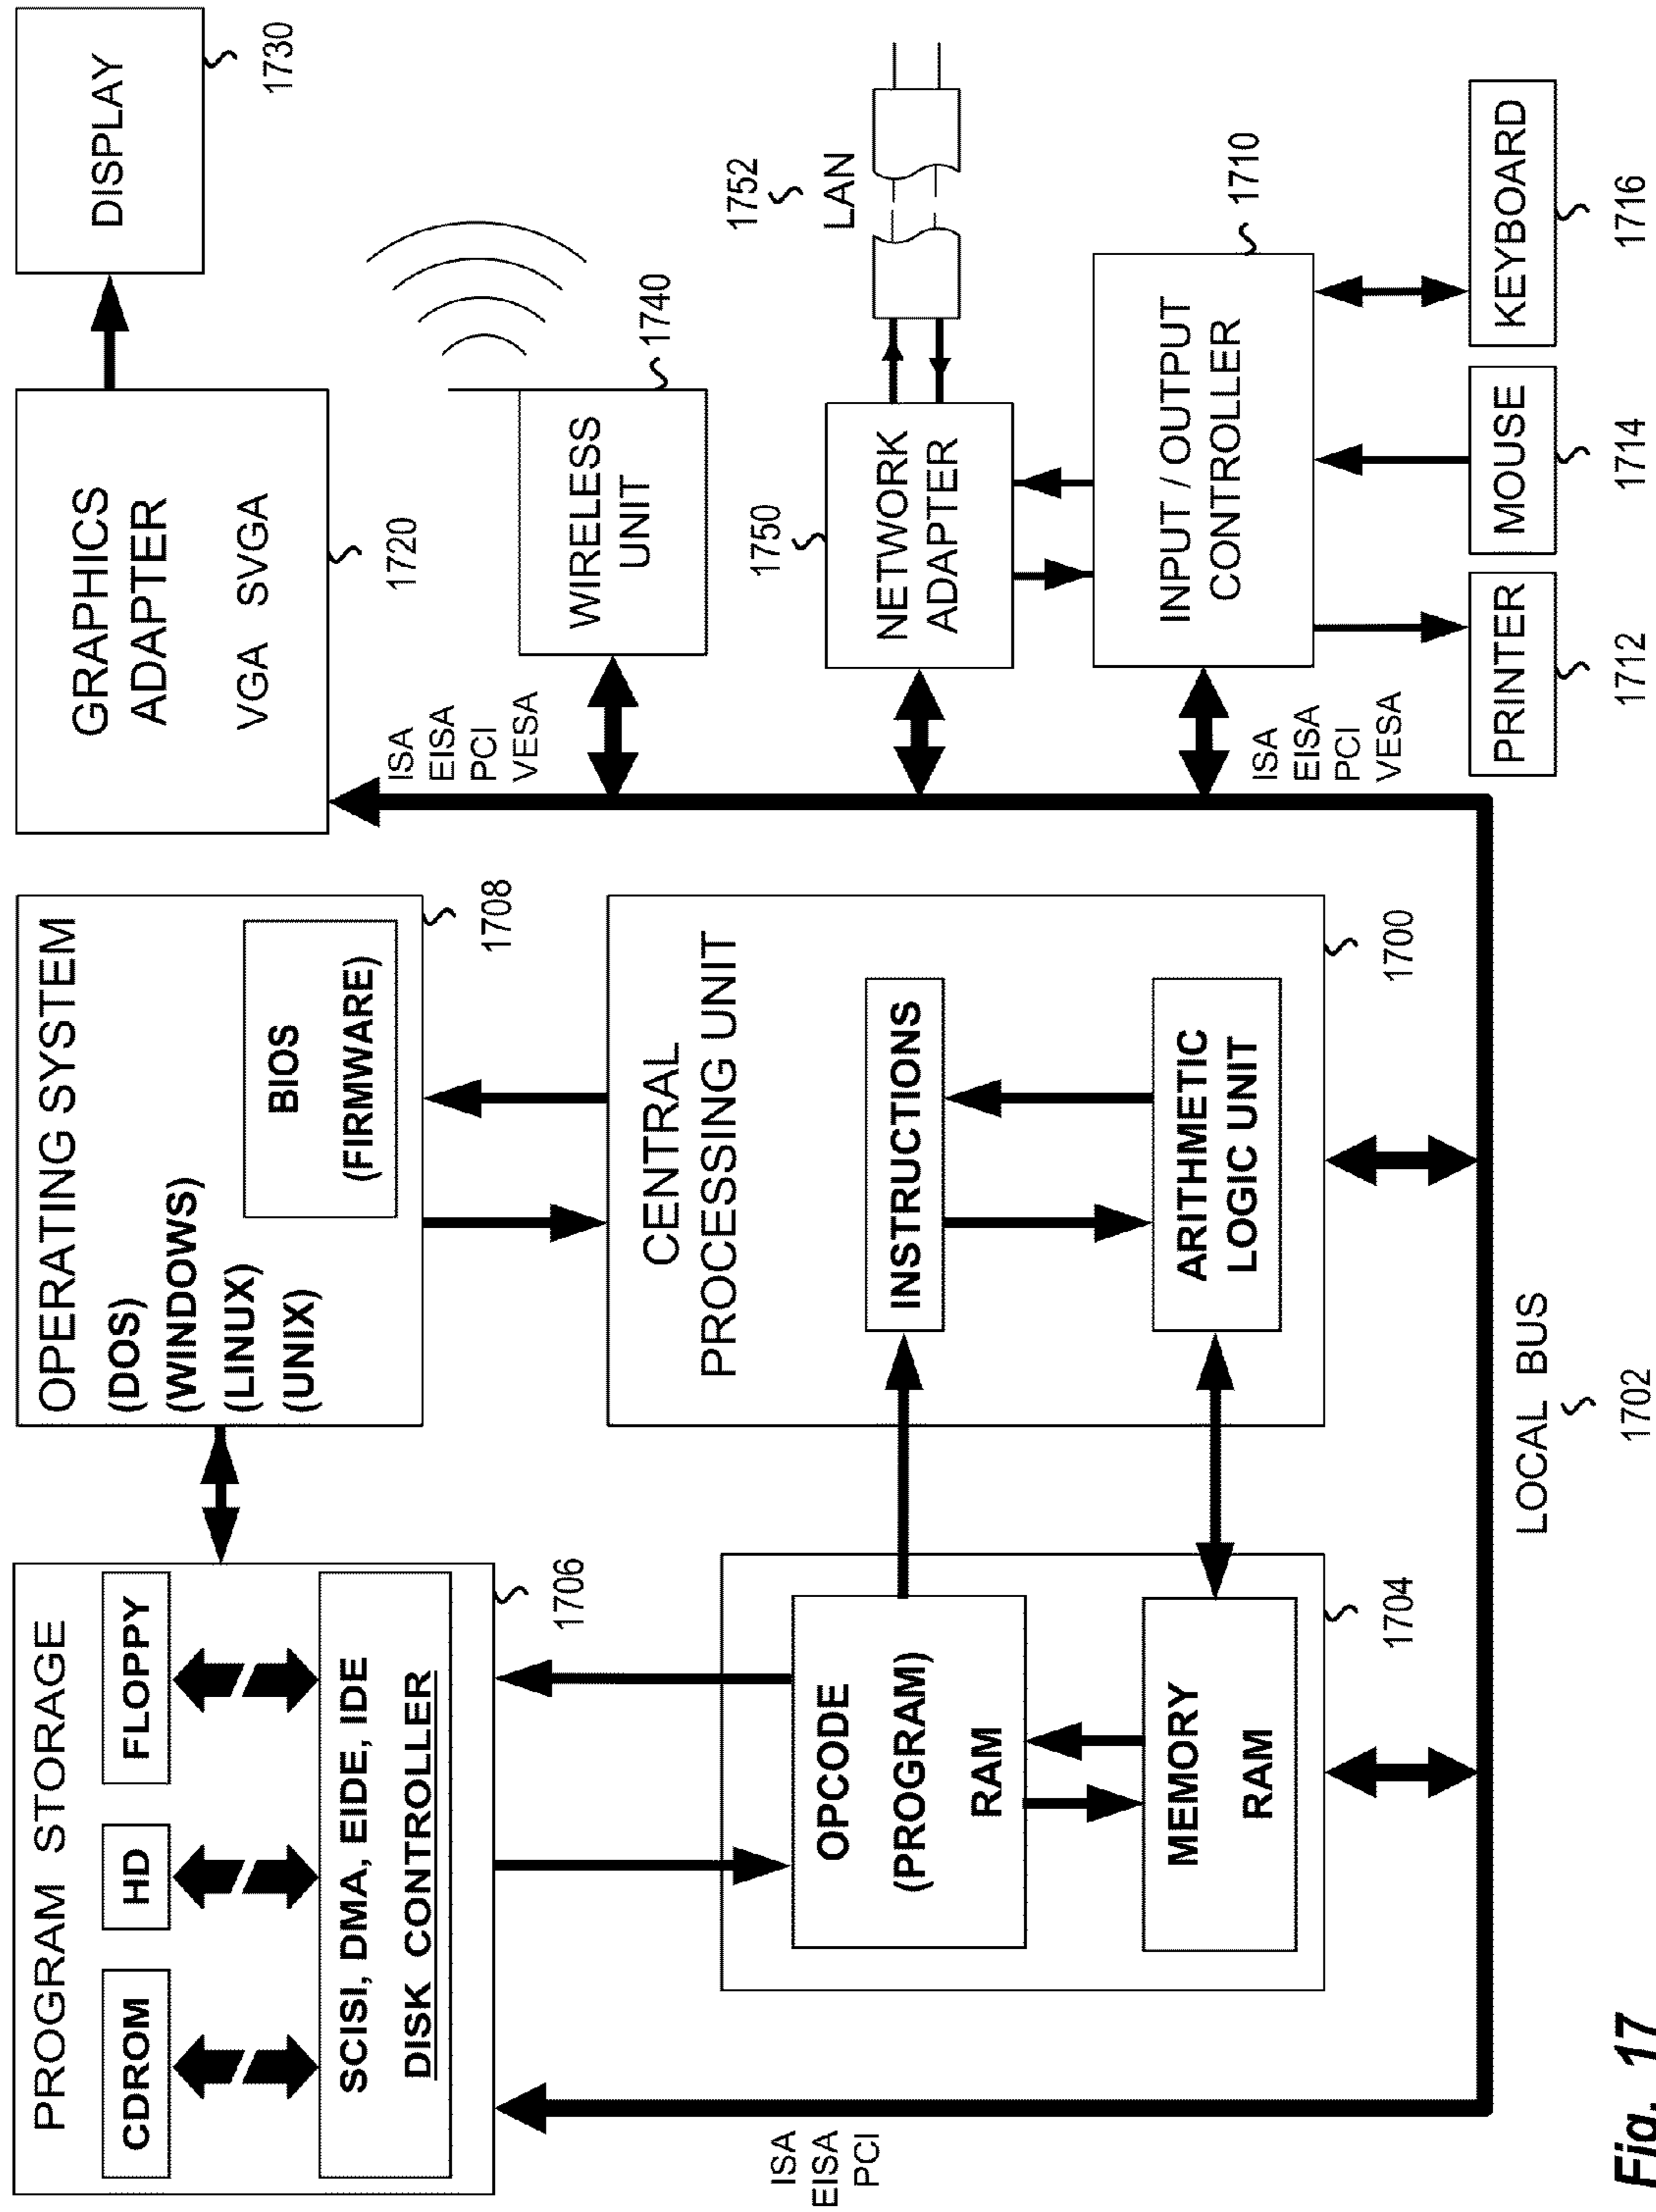 PROGRAM STORAGE
CDROM
HD
FLOPPY
SCISI, DMA, EIDE, IDE
DISK CONTROLLER
1706
OPERATING SYSTEM
(DOS)
(WINDOWS)
(LINUX)
(UNIX)
BIOS
(FIRMWARE)
1708
GRAPHICS
ADAPTER
VGA SVGA
1720
DISPLAY
1730
ISA
EISA
PCI
VESA
WIRELESS
UNIT
1740
OPCODE
(PROGRAM)
RAM
MEMORY
RAM
1704
CENTRAL
PROCESSING UNIT
INSTRUCTIONS
ARITHMETIC
LOGIC UNIT
1700
1750
NETWORK
ADAPTER
1752
LAN
INPUT / OUTPUT
CONTROLLER
1710
ISA
EISA
PCI
VESA
ISA
EISA
PCI
PRINTER
1712
MOUSE
1714
KEYBOARD
1716
LOCAL BUS
1702
Fig. 17